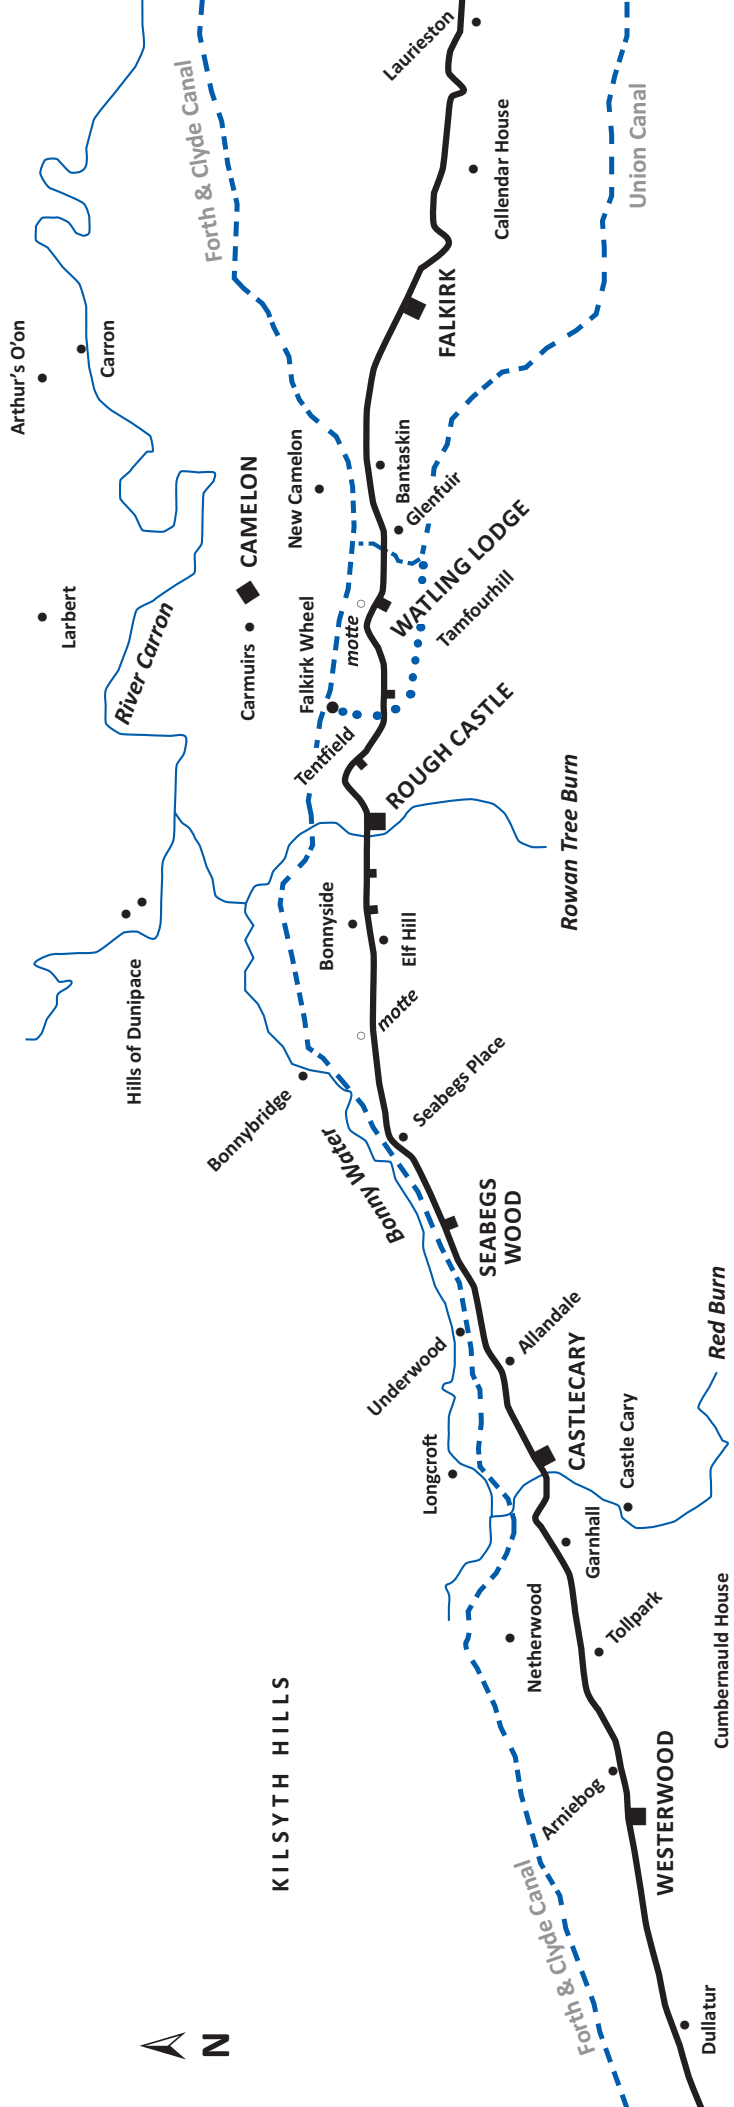 Arthur's O'on
Larbert
Carron
River Carron
Hills of Dunipace
Forth & Clyde Canal
CAMELON
Carmuirs
New Camelon
Falkirk Wheel
motte
Tentfield
Laurieston
Callendar House
FALKIRK
Bantaskin
Glenfuir
WATLING LODGE
Tamfourhill
ROUGH CASTLE
Union Canal
Rowan Tree Burn
Bonnyside
Elf Hill
motte
Bonnybridge
Bonny Water
Seabegs Place
SEABEGS
WOOD
Underwood
Allandale
Longcroft
CASTLECARY
Castle Cary
Red Burn
Garnhall
Netherwood
Tollpark
Cumbernauld House
KILSYTH HILLS
Arniebog
WESTERWOOD
Forth & Clyde Canal
Dullatur
N